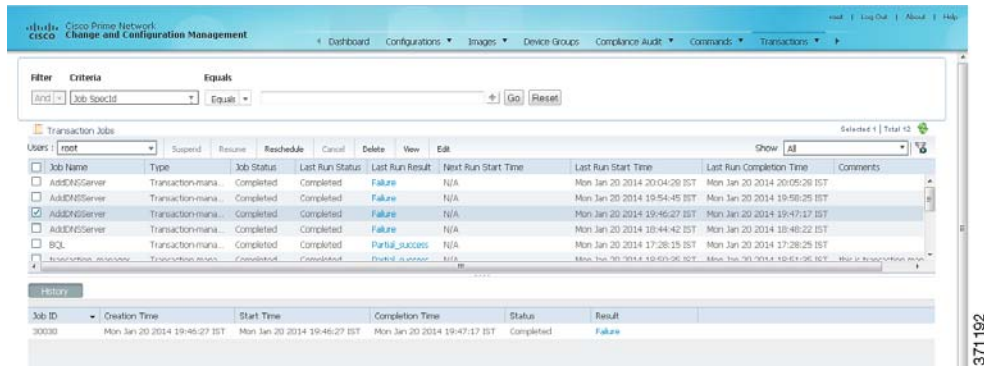 root | Log Out | About | Help
cisco Cisco Prime Network
Change and Configuration Management
Dashboard Configurations Images Device Groups Compliance Audit Commands Transactions
Filter Criteria Equals
And Job SpecId Equals + Go Reset
Transaction Jobs Selected 1 | Total 12
Users : root Suspend Resume Reschedule Cancel Delete View Edit Show All
Job Name Type Job Status Last Run Status Last Run Result Next Run Start Time Last Run Start Time Last Run Completion Time Comments
AddDNSServer Transaction-mana... Completed Completed Failure N/A Mon Jan 20 2014 20:04:28 IST Mon Jan 20 2014 20:05:28 IST
AddDNSServer Transaction-mana... Completed Completed Failure N/A Mon Jan 20 2014 19:54:45 IST Mon Jan 20 2014 19:58:25 IST
AddDNSServer Transaction-mana... Completed Completed Failure N/A Mon Jan 20 2014 19:46:27 IST Mon Jan 20 2014 19:47:17 IST
AddDNSServer Transaction-mana... Completed Completed Failure N/A Mon Jan 20 2014 18:44:42 IST Mon Jan 20 2014 18:48:22 IST
BQL Transaction-mana... Completed Completed Partial_success N/A Mon Jan 20 2014 17:28:15 IST Mon Jan 20 2014 17:28:25 IST
History
Job ID Creation Time Start Time Completion Time Status Result
30030 Mon Jan 20 2014 19:46:27 IST Mon Jan 20 2014 19:46:27 IST Mon Jan 20 2014 19:47:17 IST Completed Failure
371192